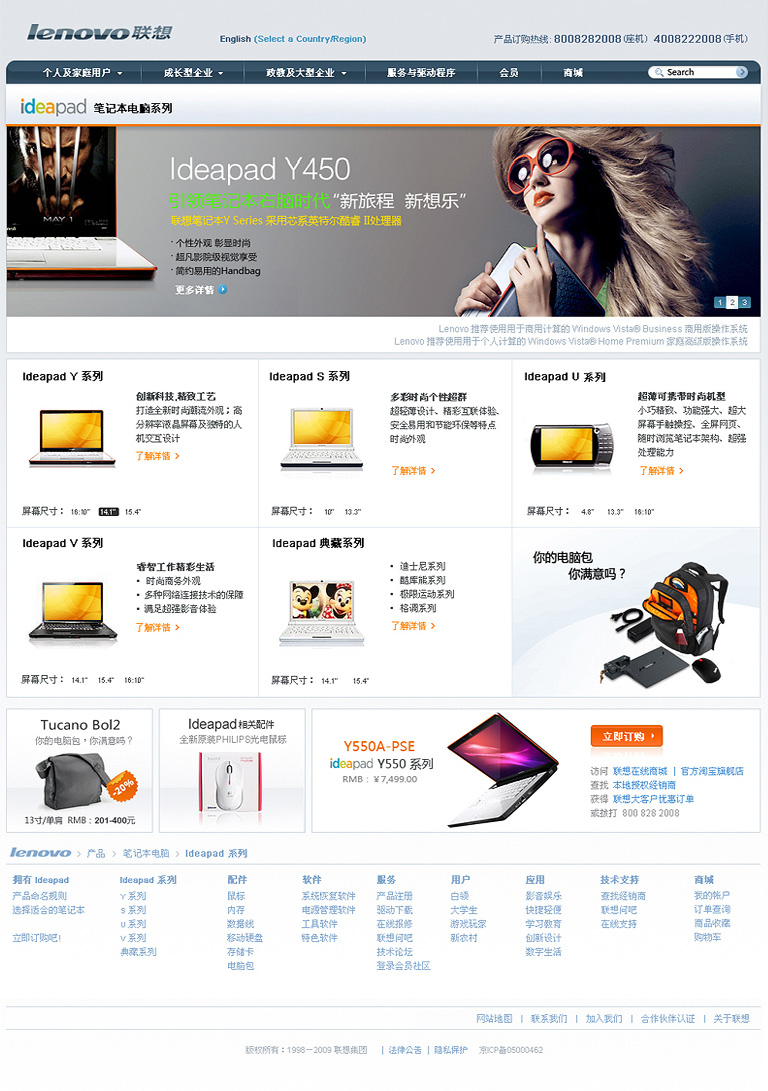 lenovo联想
English (Select a Country/Region)
产品订购热线: 8008282008 (座机) 4008222008 (手机)
个人及家庭用户 成长型企业 政教及大型企业 服务与驱动程序 会员 商城 Search
ideapad 笔记本电脑系列
MAY 1
Ideapad Y450
引领笔记本右脑时代“新旅程 新想乐”
联想笔记本Y Series 采用芯系英特尔酷睿 II处理器
· 个性外观 彰显时尚
· 超凡影院级视觉享受
· 简约易用的Handbag
更多详情
1 2 3
Lenovo 推荐使用用于商用计算的 Windows Vista® Business 商用版操作系统
Lenovo 推荐使用用于个人计算的 Windows Vista® Home Premium 家庭高级版操作系统
Ideapad Y 系列
创新科技,精致工艺
打造全新时尚潮流外观；高
分辨率液晶屏幕及独特的人
机交互设计
了解详情 >
屏幕尺寸： 16:10" 14.1" 15.4"
Ideapad S 系列
多彩时尚个性超群
超轻薄设计、精彩互联体验、
安全易用和节能环保等特点
时尚外观
了解详情 >
屏幕尺寸： 10" 13.3"
Ideapad U 系列
超薄可携带时尚机型
小巧精致、功能强大、超大
屏幕手触操控、全屏网页、
随时浏览笔记本架构、超强
处理能力
了解详情 >
屏幕尺寸： 4.8" 13.3" 16:10"
Ideapad V 系列
睿智工作精彩生活
• 时尚商务外观
• 多种网络连接技术的保障
• 满足超强影音体验
了解详情 >
屏幕尺寸： 14.1" 15.4" 16:10"
Ideapad 典藏系列
• 迪士尼系列
• 酷库熊系列
• 极限运动系列
• 格调系列
了解详情 >
屏幕尺寸： 14.1" 15.4"
你的电脑包
你满意吗？
Tucano Bol2
你的电脑包，你满意吗？
-20%
13寸/单肩 RMB：201-400元
Ideapad 相关配件
全新原装PHILIPS光电鼠标
Y550A-PSE
ideapad Y550 系列
RMB：￥7,499.00
立即订购
访问 联想在线商城 | 官方淘宝旗舰店
查找 本地授权经销商
获得 联想大客户优惠订单
或拨打 800 828 2008
lenovo > 产品 > 笔记本电脑 > Ideapad 系列
拥有 Ideapad
产品命名规则
选择适合的笔记本
立即订购吧!
Ideapad 系列
Y 系列
S 系列
U 系列
V 系列
典藏系列
配件
鼠标
内存
数据线
移动硬盘
存储卡
电脑包
软件
系统恢复软件
电源管理软件
工具软件
特色软件
服务
产品注册
驱动下载
在线报修
联想问吧
技术论坛
登录会员社区
用户
白领
大学生
游戏玩家
新农村
应用
影音娱乐
快捷轻便
学习教育
创新设计
数字生活
技术支持
查找经销商
联想问吧
在线支持
商城
我的帐户
订单查询
商品收藏
购物车
网站地图 | 联系我们 | 加入我们 | 合作伙伴认证 | 关于联想
版权所有：1998—2009 联想集团 | 法律公告 | 隐私保护 京ICP备05000462